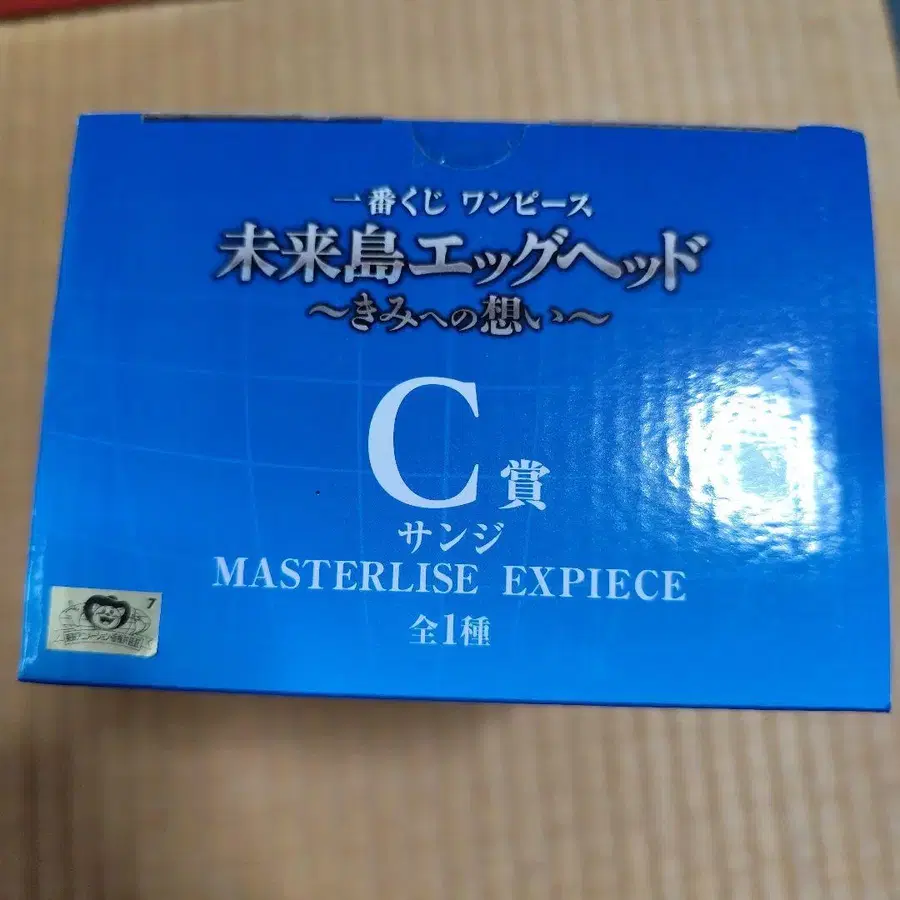 一番くじ ワンピース
未来島エッグヘッド
~きみへの想い~
C賞
サンジ
MASTERLISE EXPIECE
全1種
7